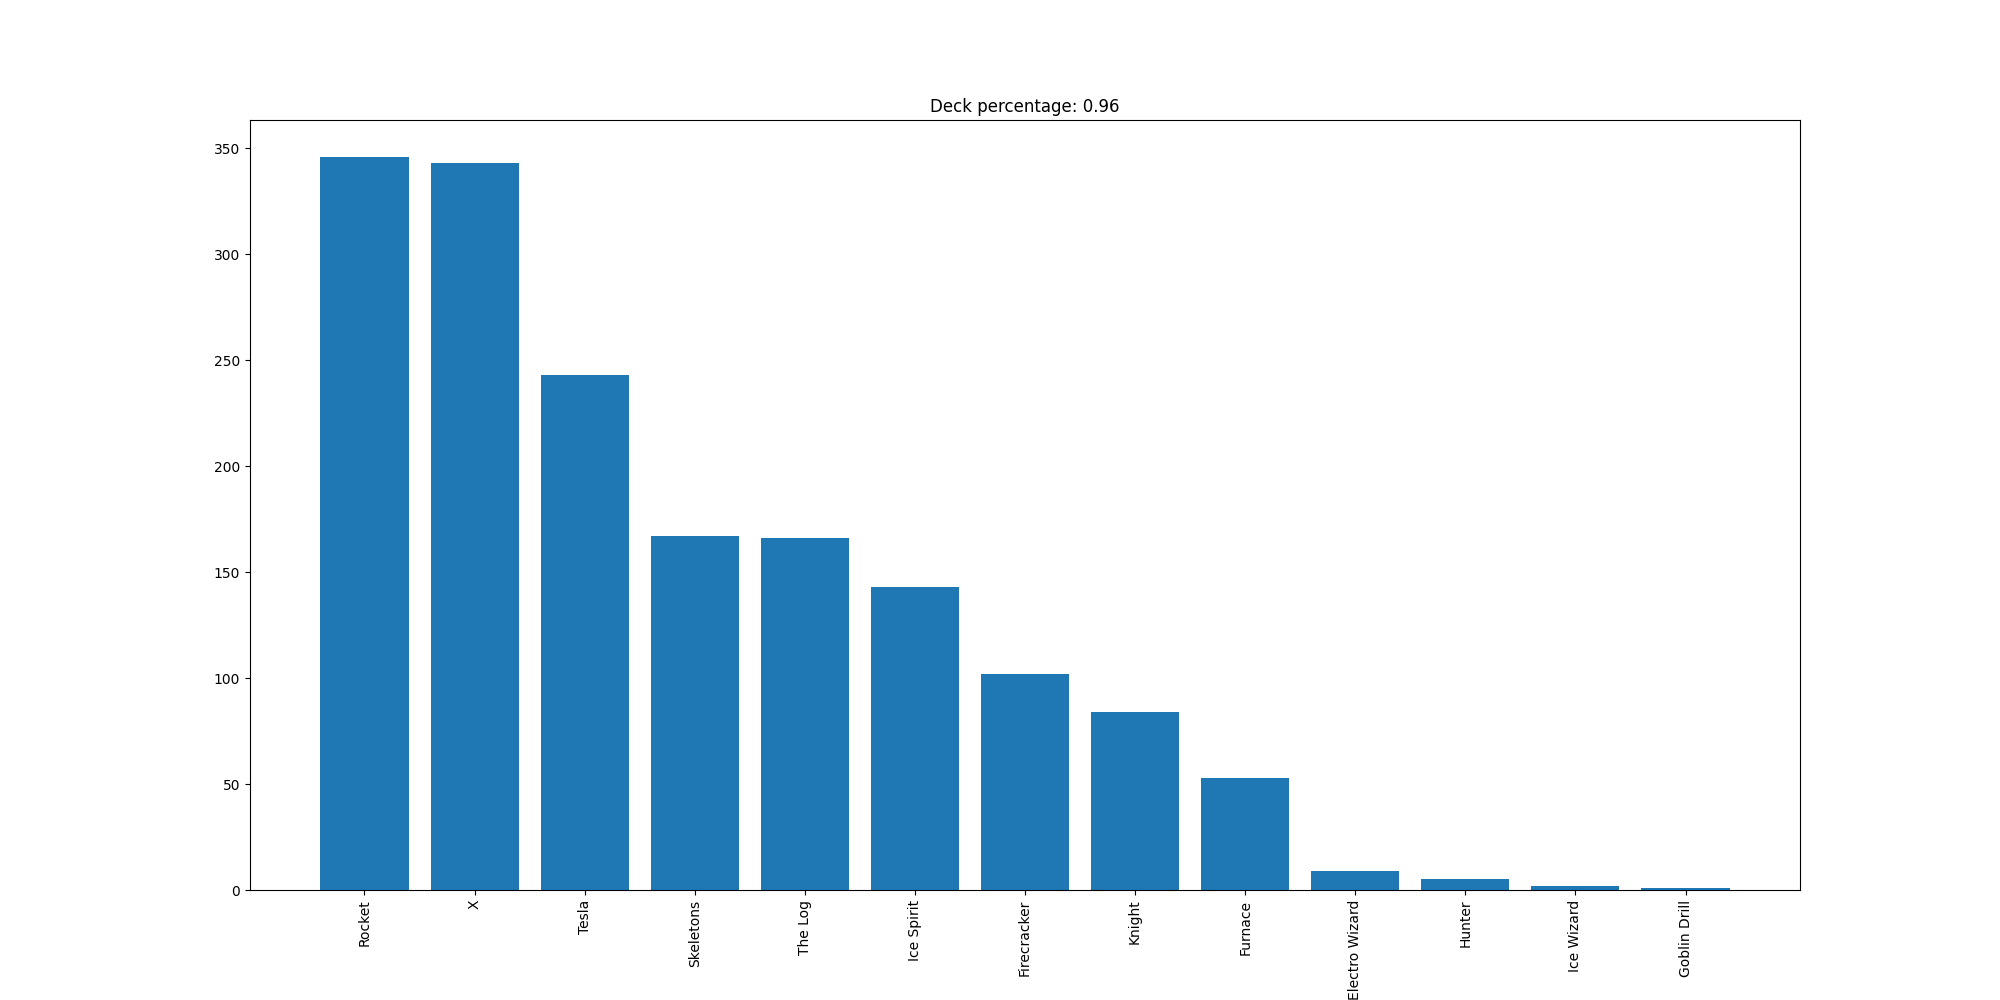 Deck percentage: 0.96
350
300
250
200
150
100
50
0
Rocket
X
Tesla
Skeletons
The Log
Ice Spirit
Firecracker
Knight
Furnace
Electro Wizard
Hunter
Ice Wizard
Goblin Drill